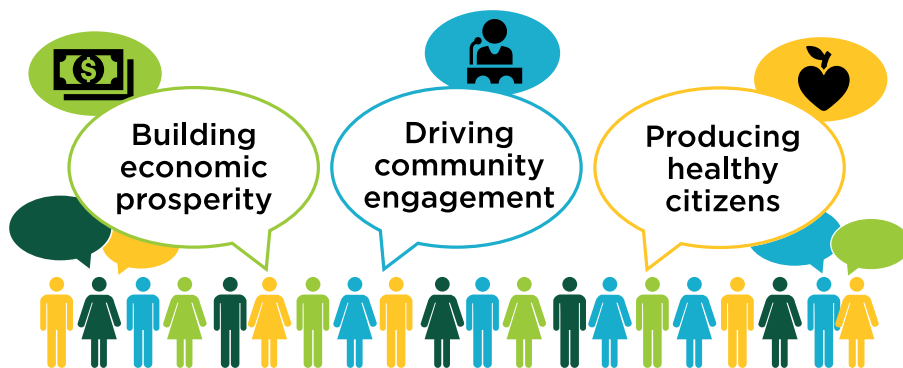 $
Building
economic
prosperity
Driving
community
engagement
Producing
healthy
citizens